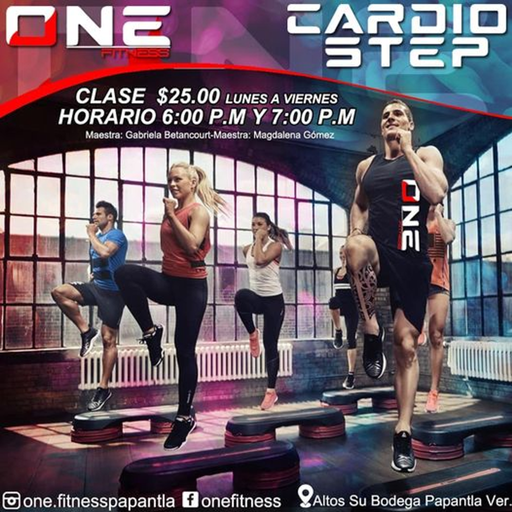 ONE
FITNESS
CARDIO
STEP
CLASE $25.00 LUNES A VIERNES
HORARIO 6:00 P.M Y 7:00 P.M
Maestra: Gabriela Betancourt-Maestra: Magdalena Gómez
ONE
one.fitnesspapantla onefitness Altos Su Bodega Papantla Ver.